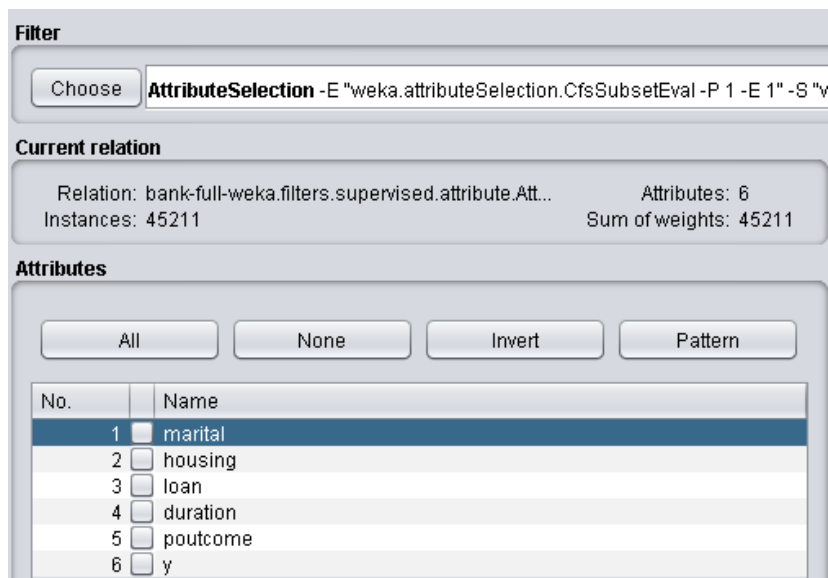 Filter
Choose AttributeSelection -E "weka.attributeSelection.CfsSubsetEval -P 1 -E 1" -S "
Current relation
Relation: bank-full-weka.filters.supervised.attribute.Att... Attributes: 6
Instances: 45211 Sum of weights: 45211
Attributes
All None Invert Pattern
No. Name
1 marital
2 housing
3 loan
4 duration
5 poutcome
6 y